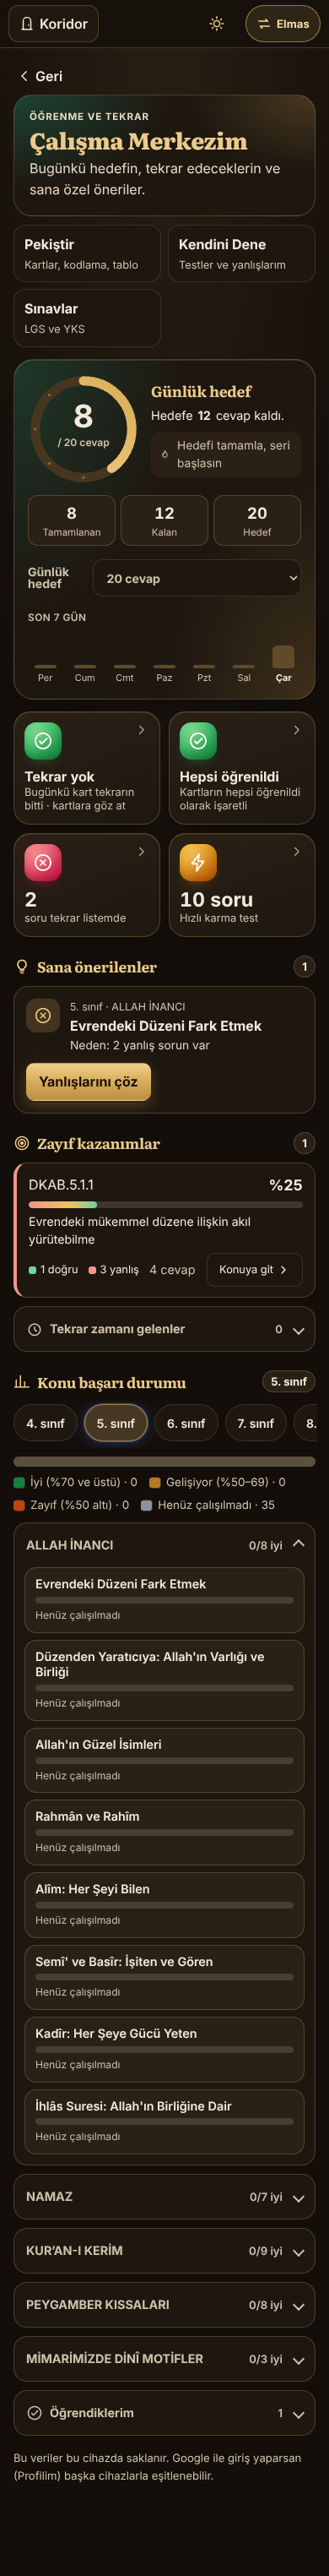 Koridor
Elmas
Geri
ÖĞRENME VE TEKRAR
Çalışma Merkezim
Bugünkü hedefin, tekrar edeceklerin ve
sana özel öneriler.
Pekiştir
Kartlar, kodlama, tablo
Kendini Dene
Testler ve yanlışlarım
Sınavlar
LGS ve YKS
8
/ 20 cevap
Günlük hedef
Hedefe 12 cevap kaldı.
Hedefi tamamla, seri
başlasın
8
Tamamlanan
12
Kalan
20
Hedef
Günlük
hedef
20 cevap
SON 7 GÜN
Per Cum Cmt Paz Pzt Sal Çar
Tekrar yok
Bugünkü kart tekrarın
bitti · kartlara göz at
Hepsi öğrenildi
Kartların hepsi öğrenildi
olarak işaretli
2
soru tekrar listemde
10 soru
Hızlı karma test
Sana önerilenler
1
5. sınıf · ALLAH İNANCI
Evrendeki Düzeni Fark Etmek
Neden: 2 yanlış sorun var
Yanlışlarını çöz
Zayıf kazanımlar
1
DKAB.5.1.1
%25
Evrendeki mükemmel düzene ilişkin akıl
yürütebilme
1 doğru 3 yanlış 4 cevap
Konuya git
Tekrar zamanı gelenler
0
Konu başarı durumu
5. sınıf
4. sınıf 5. sınıf 6. sınıf 7. sınıf 8.
İyi (%70 ve üstü) · 0 Gelişiyor (%50–69) · 0
Zayıf (%50 altı) · 0 Henüz çalışılmadı · 35
ALLAH İNANCI
0/8 iyi
Evrendeki Düzeni Fark Etmek
Henüz çalışılmadı
Düzenden Yaratıcıya: Allah'ın Varlığı ve
Birliği
Henüz çalışılmadı
Allah'ın Güzel İsimleri
Henüz çalışılmadı
Rahmân ve Rahîm
Henüz çalışılmadı
Alîm: Her Şeyi Bilen
Henüz çalışılmadı
Semî' ve Basîr: İşiten ve Gören
Henüz çalışılmadı
Kadîr: Her Şeye Gücü Yeten
Henüz çalışılmadı
İhlâs Suresi: Allah'ın Birliğine Dair
Henüz çalışılmadı
NAMAZ
0/7 iyi
KUR’AN-I KERİM
0/9 iyi
PEYGAMBER KISSALARI
0/8 iyi
MİMARİMİZDE DİNÎ MOTİFLER
0/3 iyi
Öğrendiklerim
1
Bu veriler bu cihazda saklanır. Google ile giriş yaparsan
(Profilim) başka cihazlarla eşitlenebilir.